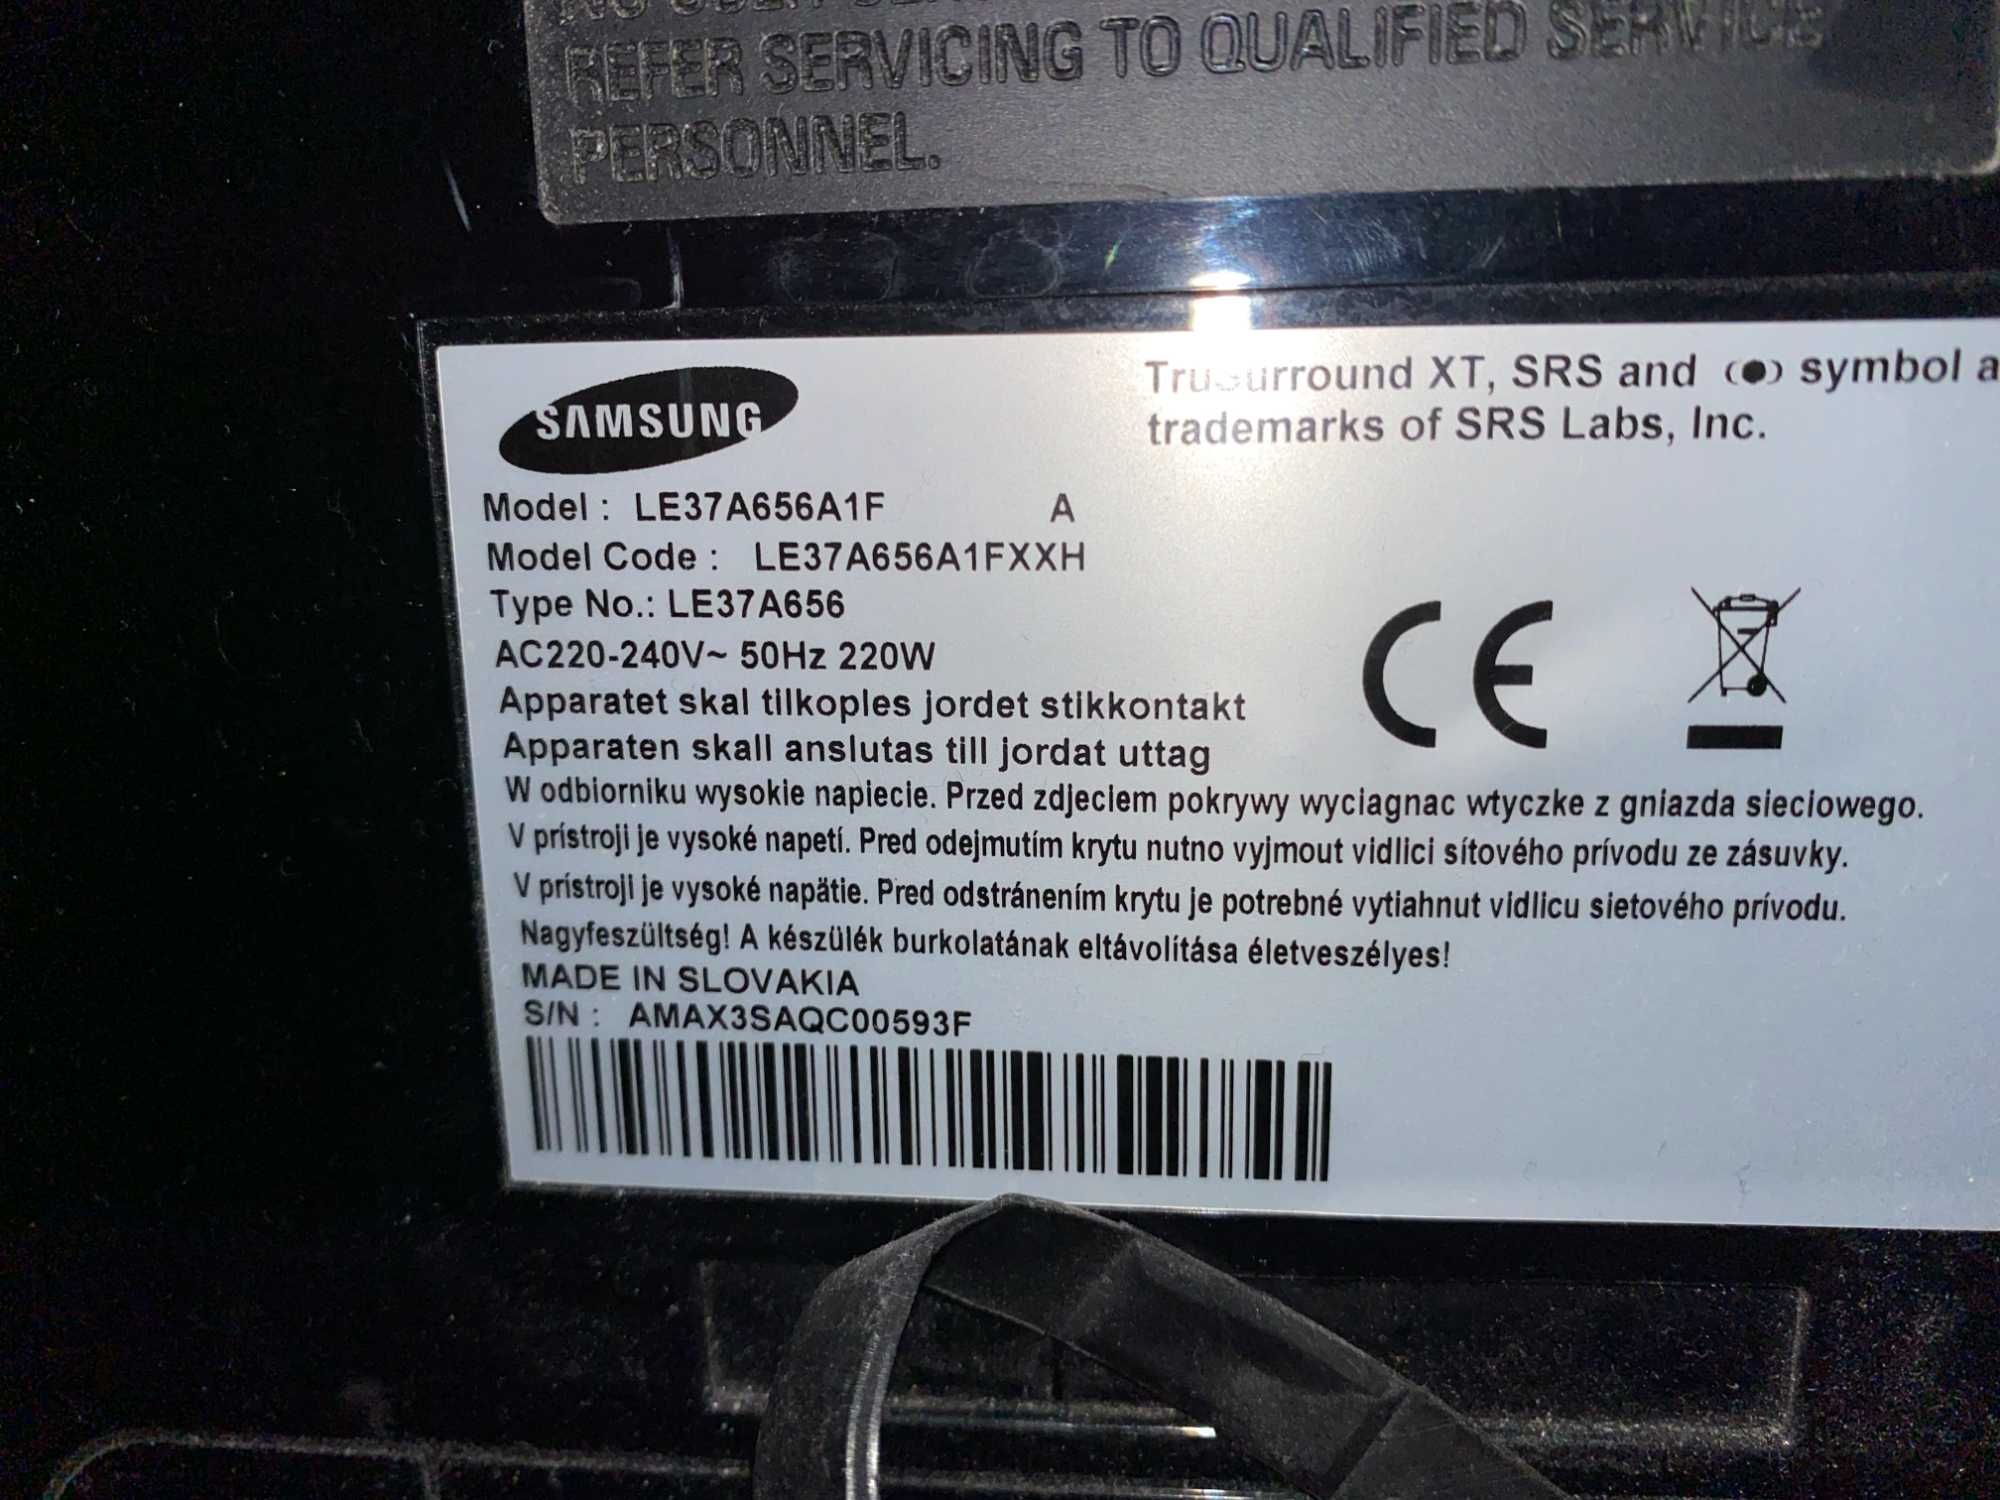 REFER SERVICING TO QUALIFIED SERVICE
PERSONNEL.
SAMSUNG
TruSurround XT, SRS and (●) symbol a
trademarks of SRS Labs, Inc.
Model : LE37A656A1F A
Model Code : LE37A656A1FXXH
Type No.: LE37A656
AC220-240V~ 50Hz 220W
Apparatet skal tilkoples jordet stikkontakt
Apparaten skall anslutas till jordat uttag
W odbiorniku wysokie napiecie. Przed zdjeciem pokrywy wyciagnac wtyczke z gniazda sieciowego.
V prístroji je vysoké napetí. Pred odejmutím krytu nutno vyjmout vidlici sítového prívodu ze zásuvky.
V prístroji je vysoké napätie. Pred odstránením krytu je potrebné vytiahnut vidlicu sietového prívodu.
Nagyfeszültség! A készülék burkolatának eltávolítása életveszélyes!
MADE IN SLOVAKIA
S/N : AMAX3SAQC00593F
CE